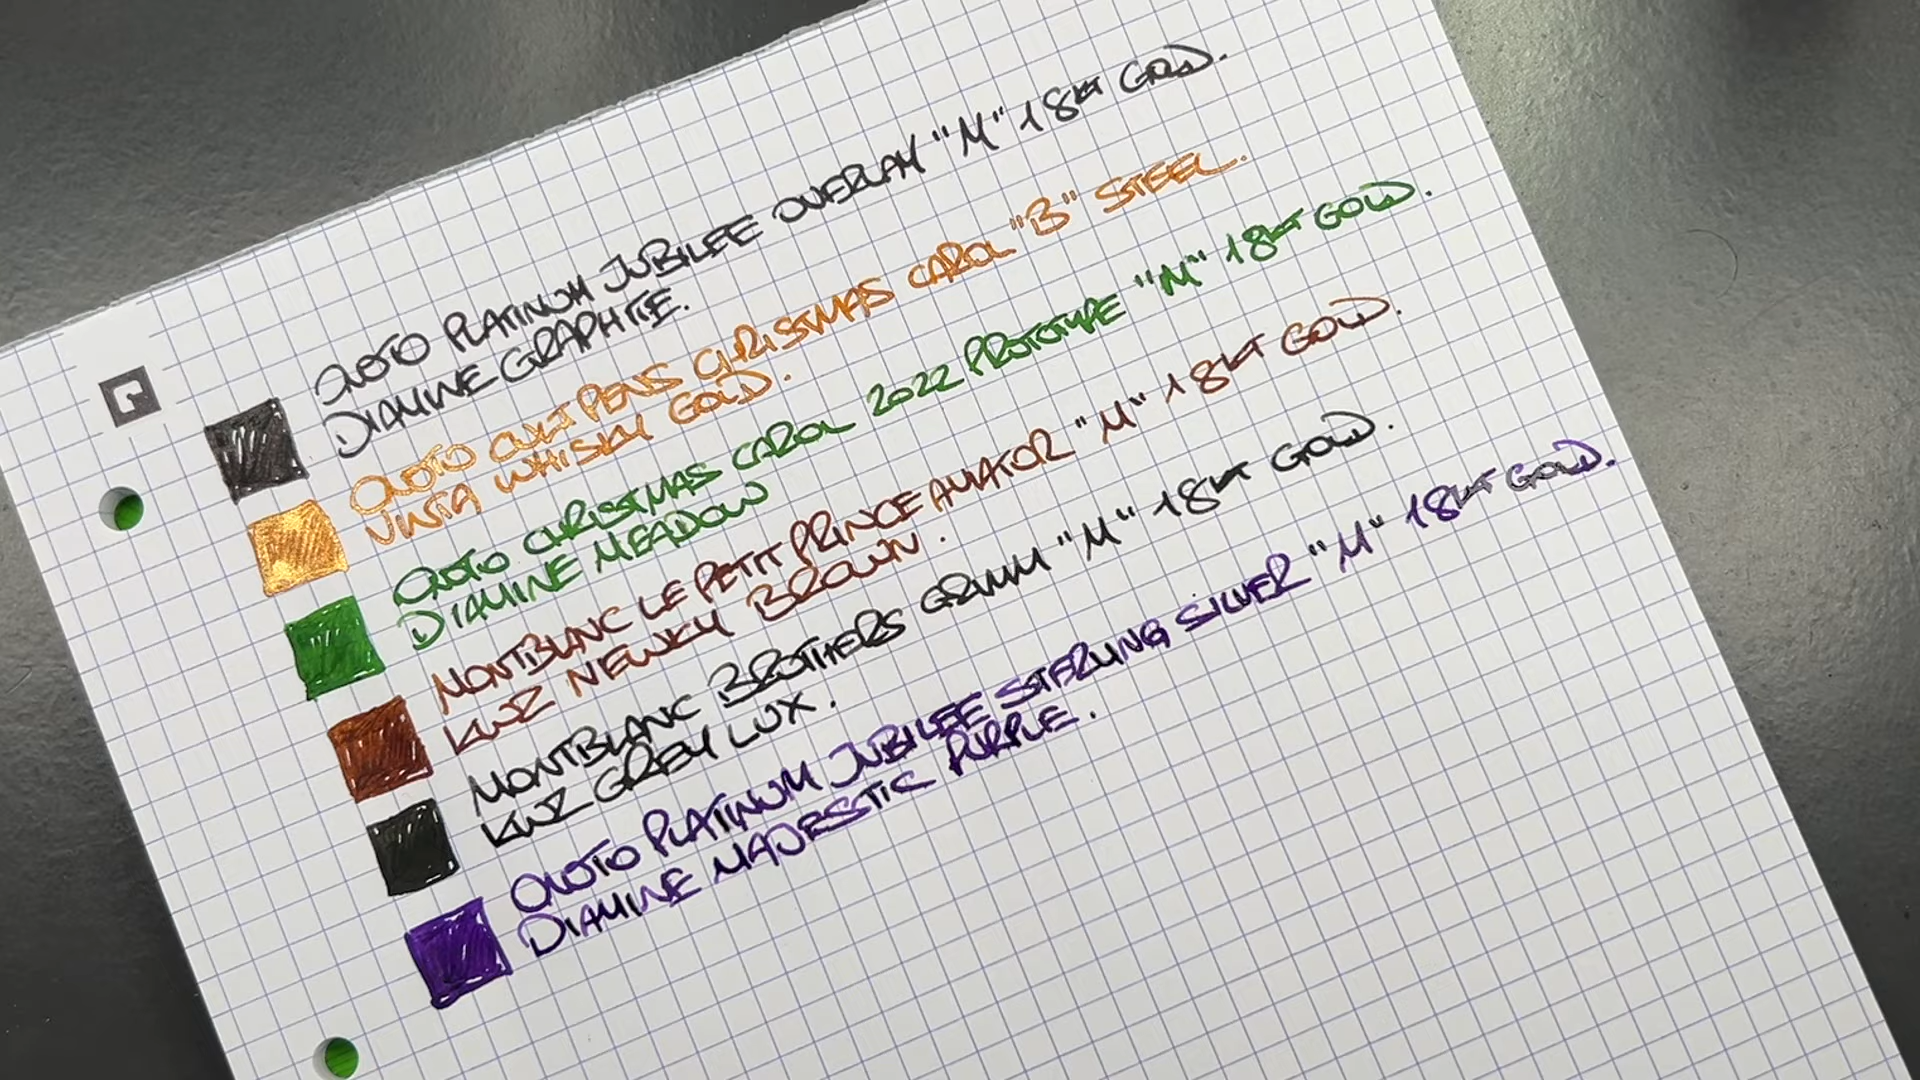 ONOTO PLATINUM JUBILEE OVERLAY "M" 18KT GOLD.
DIAMINE GRAPHITE.
ONOTO CULT PENS CHRISTMAS CAROL "B" STEEL.
VINTA WHISKY GOLD.
ONOTO CHRISTMAS CAROL 2022 PROTOTYPE "M" 18KT GOLD.
DIAMINE MEADOW
MONTBLANC LE PETIT PRINCE AVIATOR "M" 18KT GOLD.
KWZ NEWKY BROWN.
MONTBLANC BROTHERS GRIMM "M" 18KT GOLD.
KWZ GREY LUX.
ONOTO PLATINUM JUBILEE STERLING SILVER "M" 18KT GOLD.
DIAMINE MAJESTIC PURPLE.